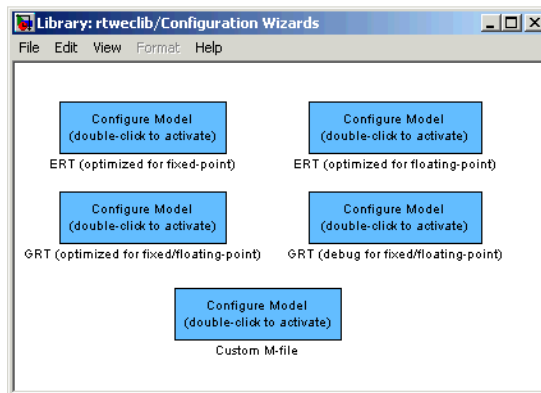 Library: rtweclib/Configuration Wizards
File Edit View Format Help
Configure Model
(double-click to activate)
ERT (optimized for fixed-point)
Configure Model
(double-click to activate)
ERT (optimized for floating-point)
Configure Model
(double-click to activate)
GRT (optimized for fixed/floating-point)
Configure Model
(double-click to activate)
GRT (debug for fixed/floating-point)
Configure Model
(double-click to activate)
Custom M-file